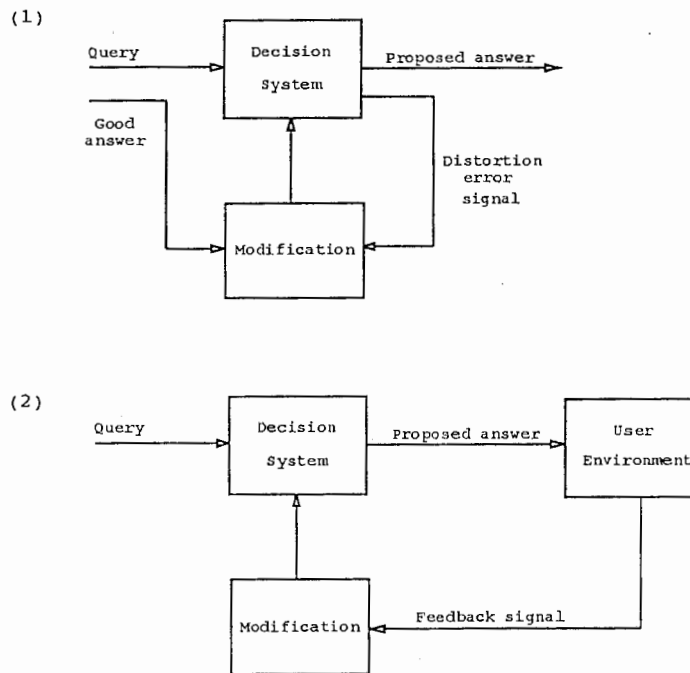 (1)
Query
Decision
System
Proposed answer
Good
answer
Distortion
error
signal
Modification
(2)
Query
Decision
System
Proposed answer
User
Environment
Modification
Feedback signal